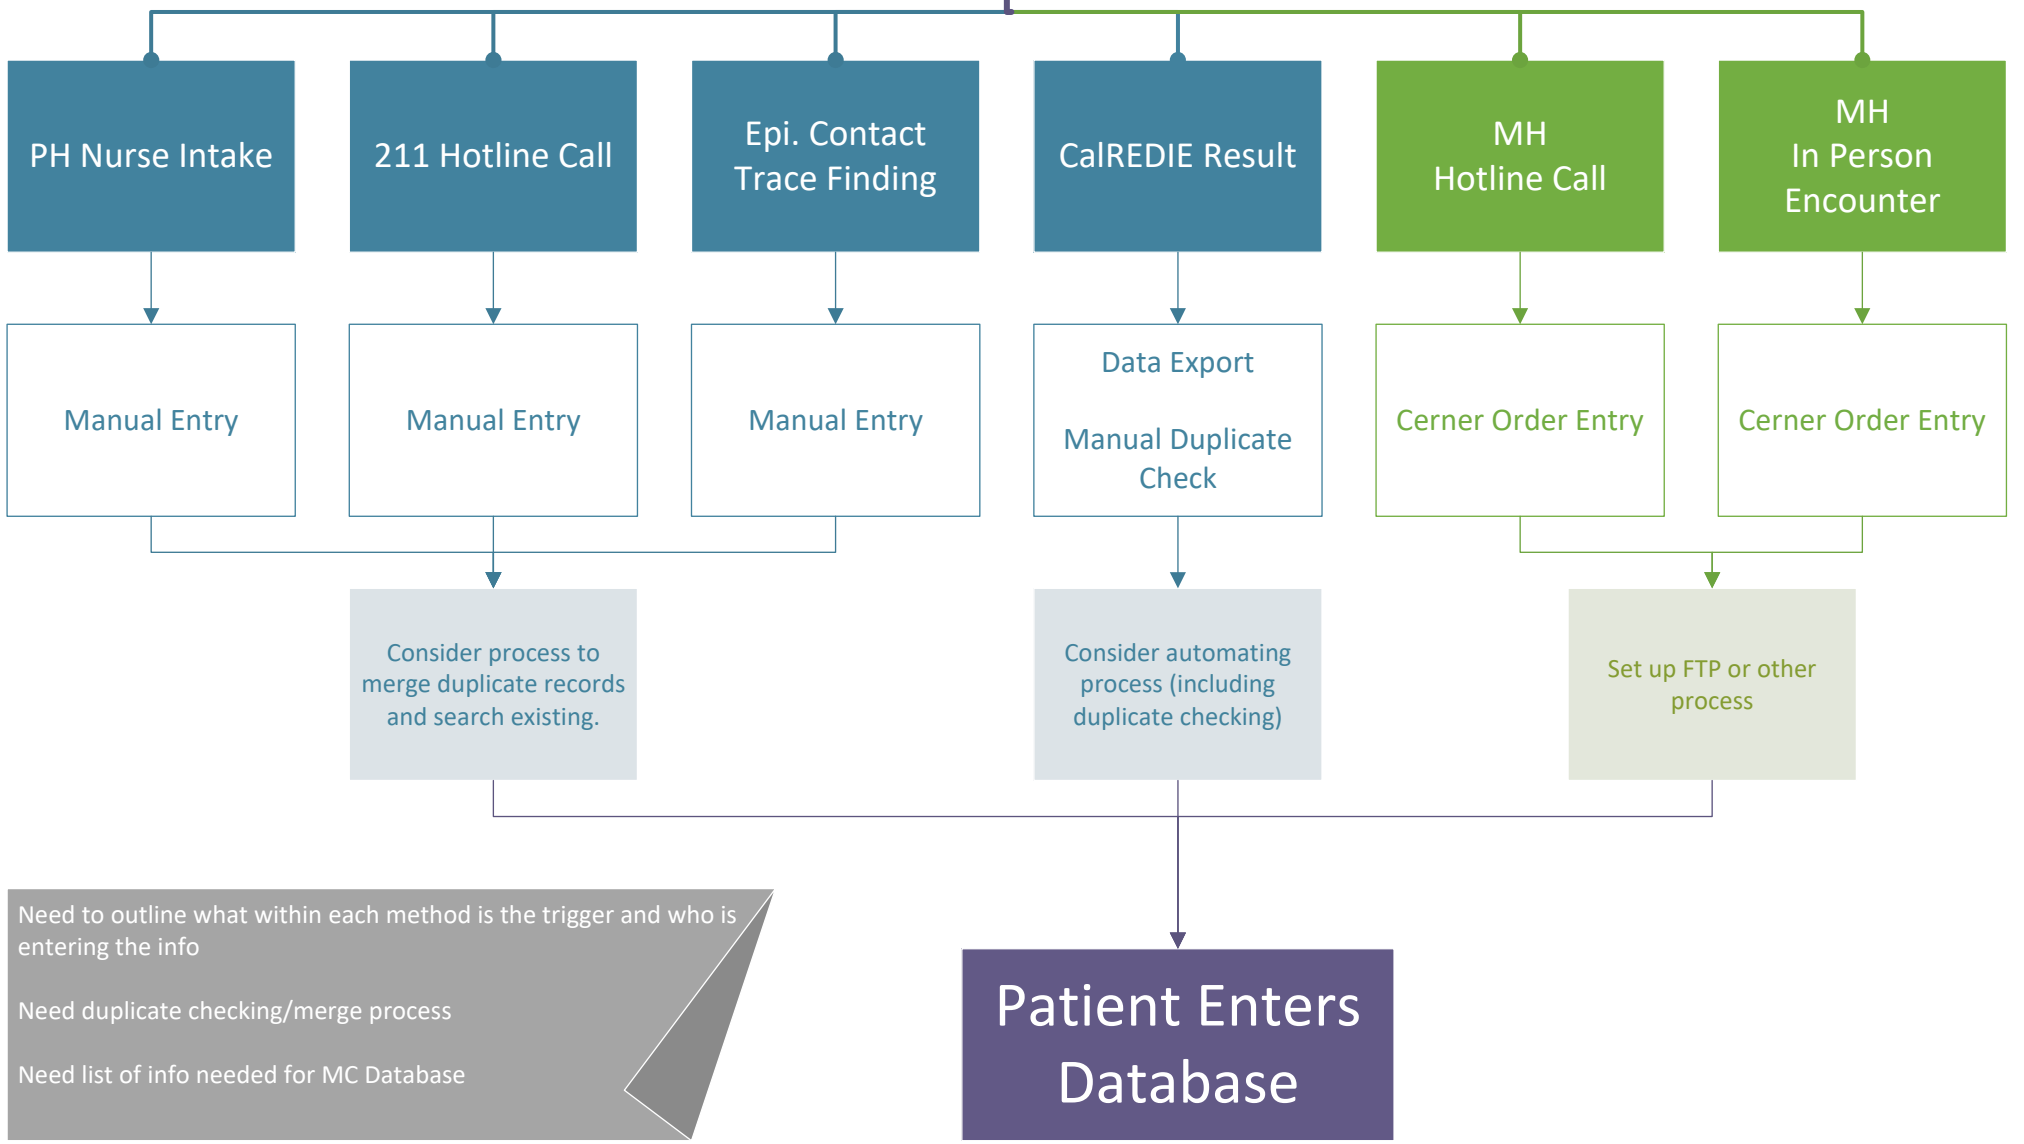 PH Nurse Intake
211 Hotline Call
Epi. Contact
Trace Finding
CalREDIE Result
MH
Hotline Call
MH
In Person
Encounter
Manual Entry
Manual Entry
Manual Entry
Data Export
Manual Duplicate
Check
Cerner Order Entry
Cerner Order Entry
Consider process to
merge duplicate records
and search existing.
Consider automating
process (including
duplicate checking)
Set up FTP or other
process
Need to outline what within each method is the trigger and who is
entering the info
Need duplicate checking/merge process
Need list of info needed for MC Database
Patient Enters
Database